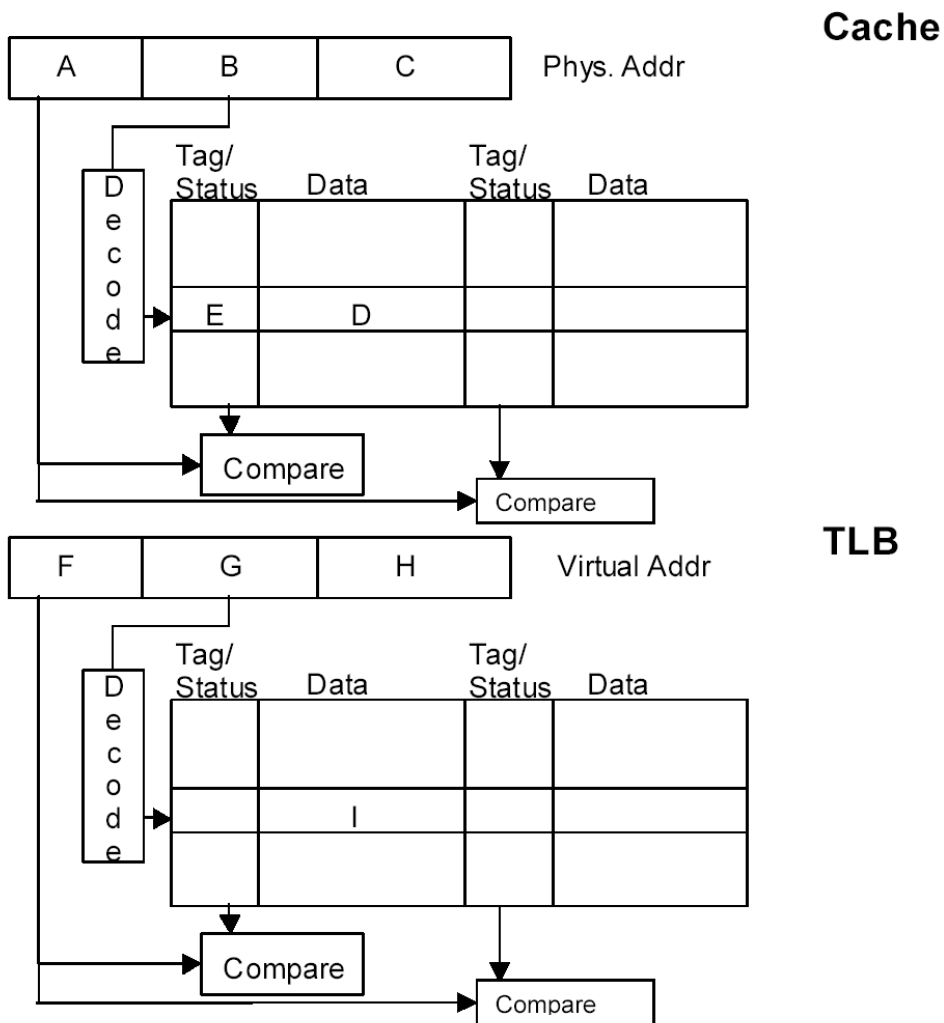 Cache
A B C Phys. Addr
Tag/ Tag/
Status Data Status Data
D
e
c
o
d
e
E D
Compare
Compare
TLB
F G H Virtual Addr
Tag/ Tag/
Status Data Status Data
D
e
c
o
d
e
I
Compare
Compare